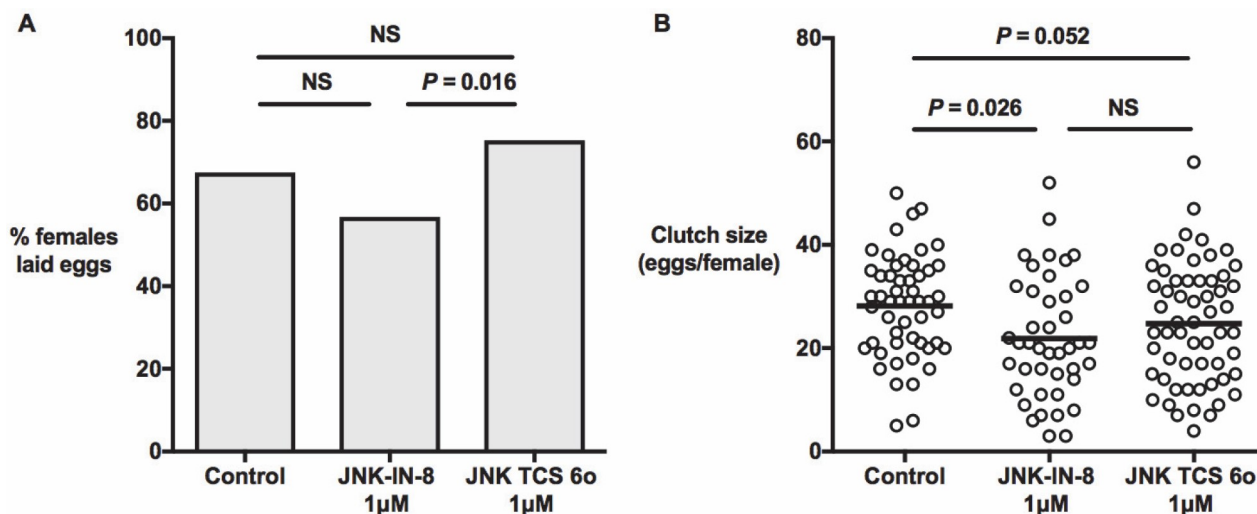 A
100
80
60
40
20
0
% females
laid eggs
NS
NS
P = 0.016
Control
JNK-IN-8
1µM
JNK TCS 6o
1µM
B
80
60
40
20
0
Clutch size
(eggs/female)
P = 0.052
P = 0.026
NS
Control
JNK-IN-8
1µM
JNK TCS 6o
1µM